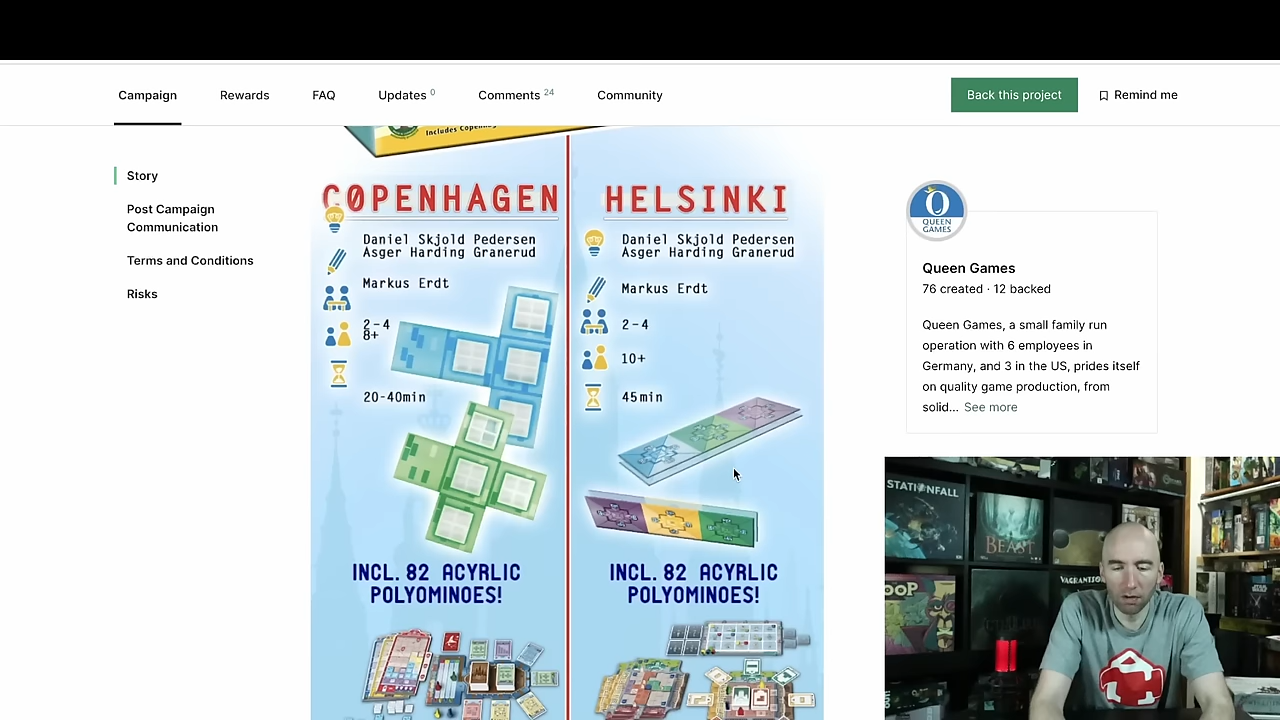 Campaign
Rewards
FAQ
Updates 0
Comments 24
Community
Back this project
Remind me
Story
Post Campaign
Communication
Terms and Conditions
Risks
COPENHAGEN
Daniel Skjold Pedersen
Asger Harding Granerud
Markus Erdt
2-4
8+
20-40min
INCL. 82 ACYRLIC
POLYOMINOES!
HELSINKI
Daniel Skjold Pedersen
Asger Harding Granerud
Markus Erdt
2-4
10+
45min
INCL. 82 ACYRLIC
POLYOMINOES!
QUEEN
GAMES
Queen Games
76 created · 12 backed
Queen Games, a small family run
operation with 6 employees in
Germany, and 3 in the US, prides itself
on quality game production, from
solid... See more
STATIONFALL
BEAST